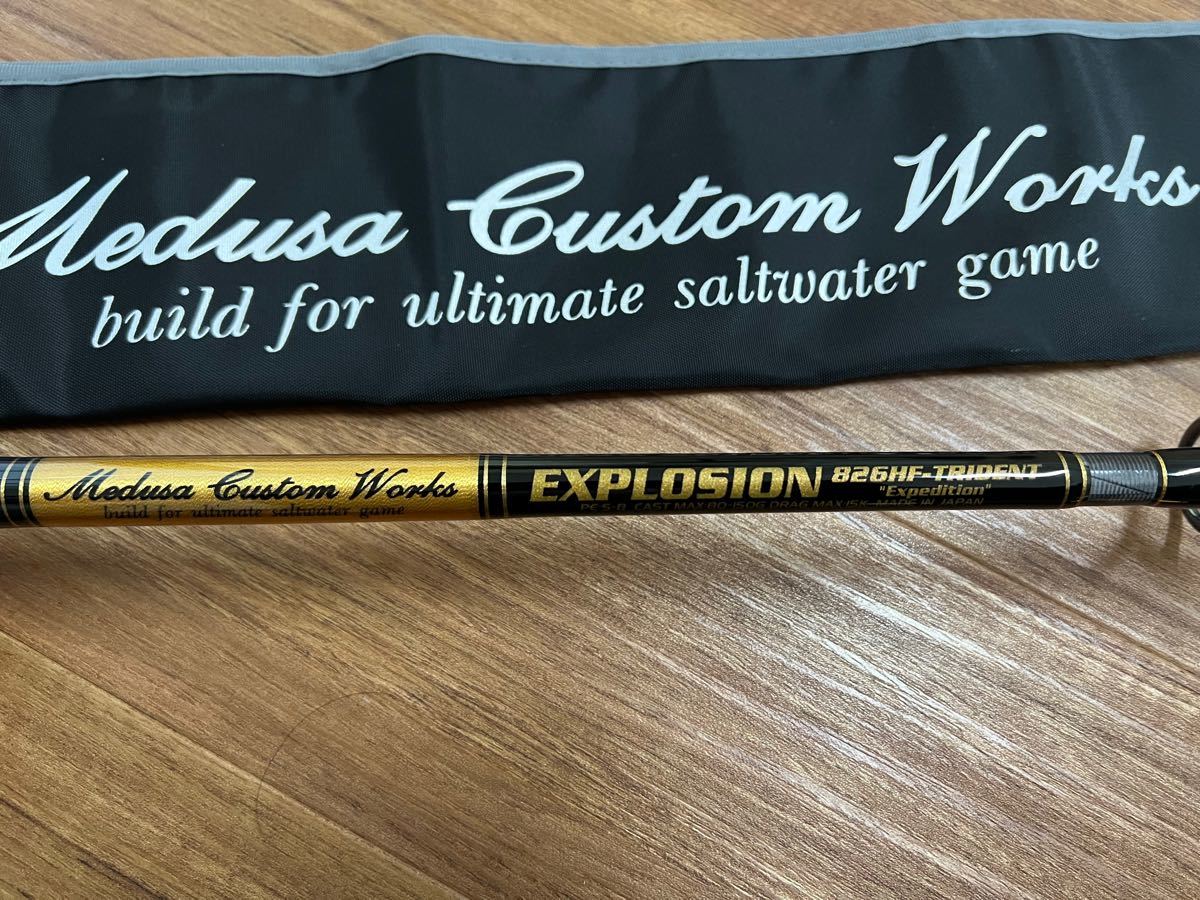 Medusa Custom Works
build for ultimate saltwater game
Medusa Custom Works
build for ultimate saltwater game
EXPLOSION 826HF-TRIDENT
"Expedition"
PE 5-8 CAST MAX 80-150G DRAG MAX 15K MADE IN JAPAN